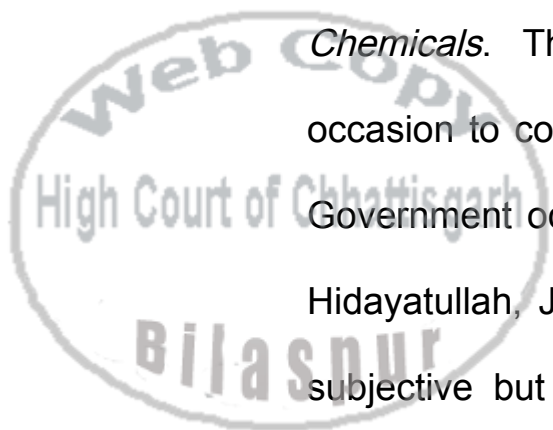 Chemicals. Th
occasion to co
Government oc
Hidayatullah, J
subjective but
Web Copy
High Court of Chhattisgarh
Bilaspur